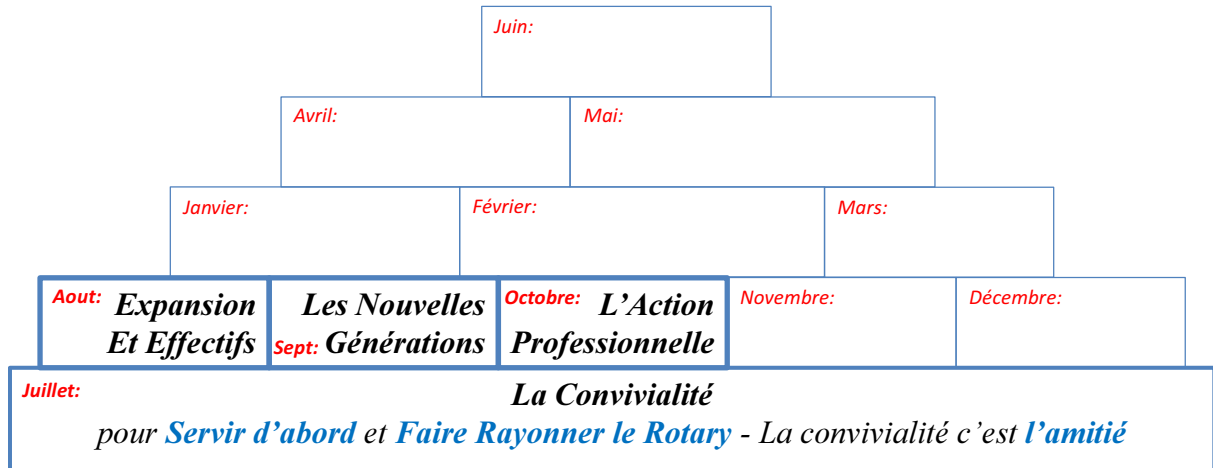 Juin:
Avril:
Mai:
Janvier:
Février:
Mars:
Aout: Expansion
Et Effectifs
Les Nouvelles
Sept: Générations
Octobre: L’Action
Professionnelle
Novembre:
Décembre:
Juillet:
La Convivialité
pour Servir d’abord et Faire Rayonner le Rotary - La convivialité c’est l’amitié